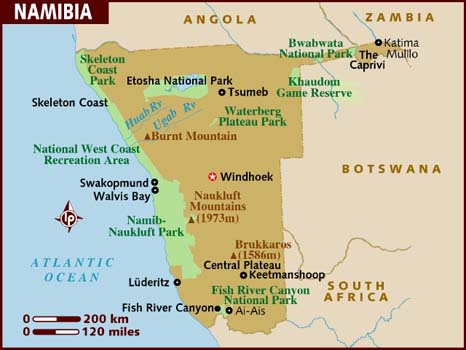 NAMIBIA
ANGOLA
ZAMBIA
Bwabwata
National Park
Katima
Mulilo
The
Caprivi
Skeleton
Coast
Park
Etosha National Park
Tsumeb
Khaudom
Game Reserve
Skeleton Coast
Huab Rv
Ugab Rv
Waterberg
Plateau Park
Burnt Mountain
National West Coast
Recreation Area
BOTSWANA
Windhoek
Swakopmund
Walvis Bay
Naukluft
Mountains
(1973m)
LP
Namib-
Naukluft Park
Brukkaros
(1586m)
ATLANTIC
OCEAN
Central Plateau
Keetmanshoop
Lüderitz
SOUTH
AFRICA
Fish River Canyon
National Park
Fish River Canyon
Ai-Ais
0 200 km
0 120 miles